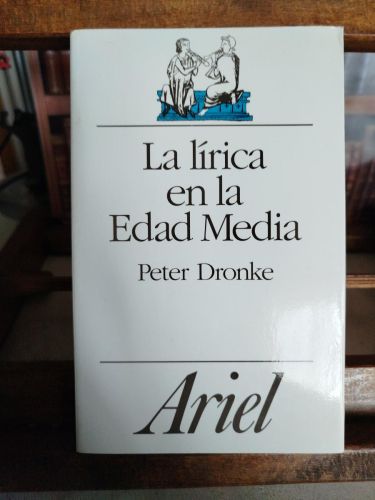 La lírica
en la
Edad Media
Peter Dronke
Ariel